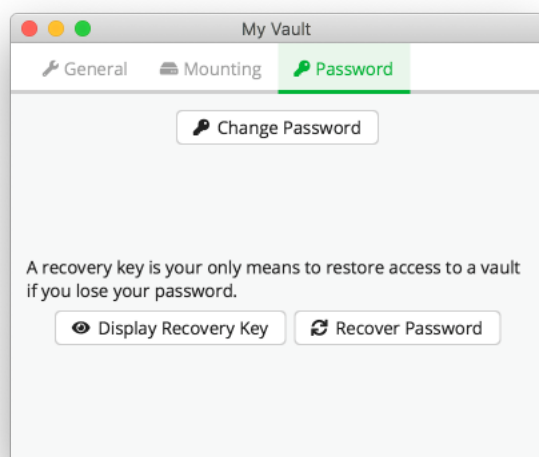 My Vault
General Mounting Password
Change Password
A recovery key is your only means to restore access to a vault
if you lose your password.
Display Recovery Key Recover Password